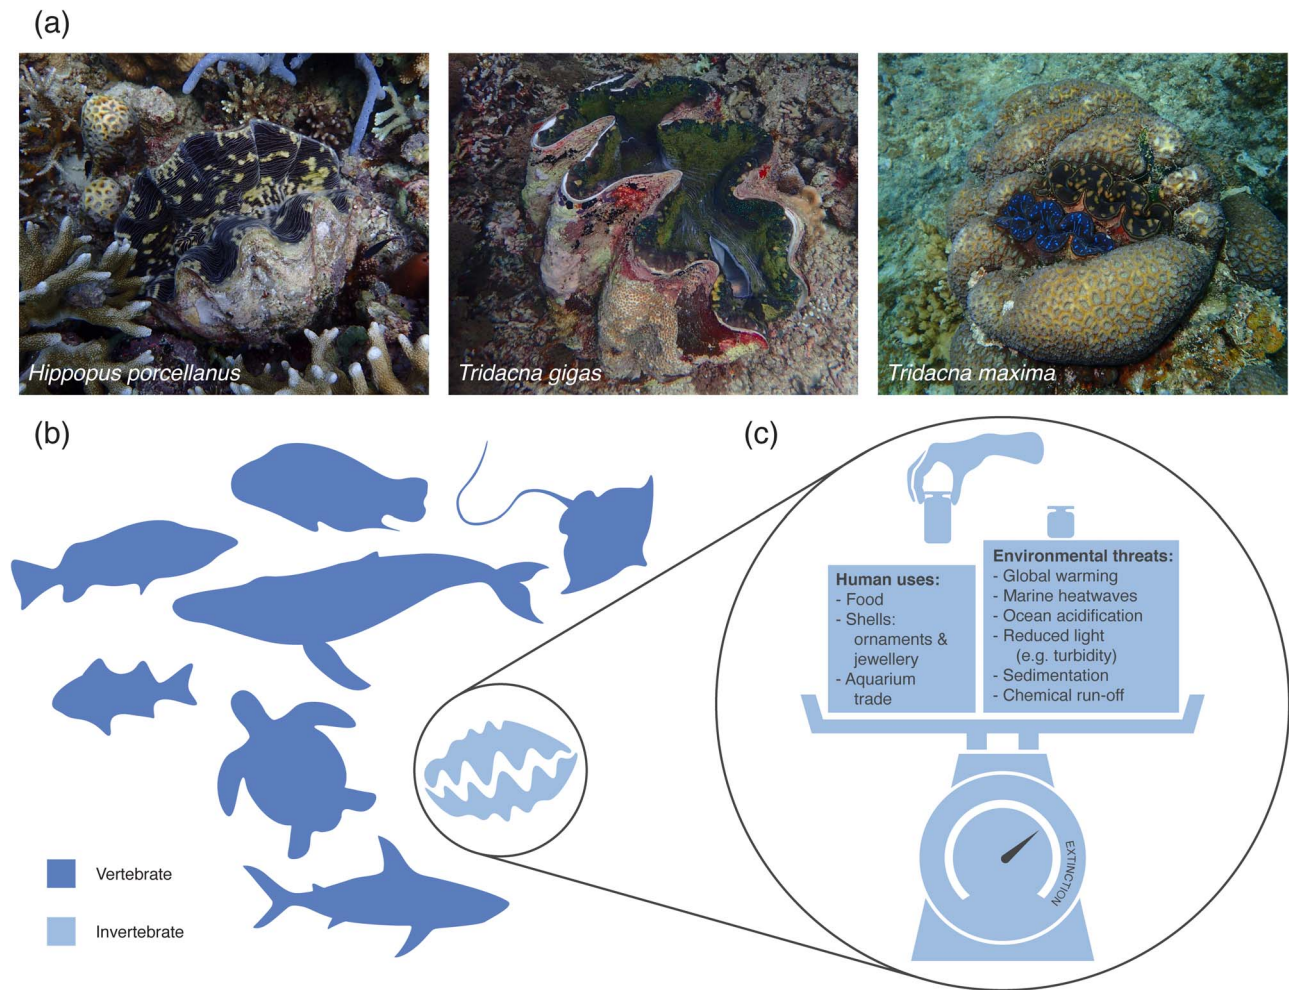 (a)
Hippopus porcellanus
Tridacna gigas
Tridacna maxima
(b)
(c)
Human uses:
- Food
- Shells:
ornaments &
jewellery
- Aquarium
trade
Environmental threats:
- Global warming
- Marine heatwaves
- Ocean acidification
- Reduced light
(e.g. turbidity)
- Sedimentation
- Chemical run-off
EXTINCTION
Vertebrate
Invertebrate